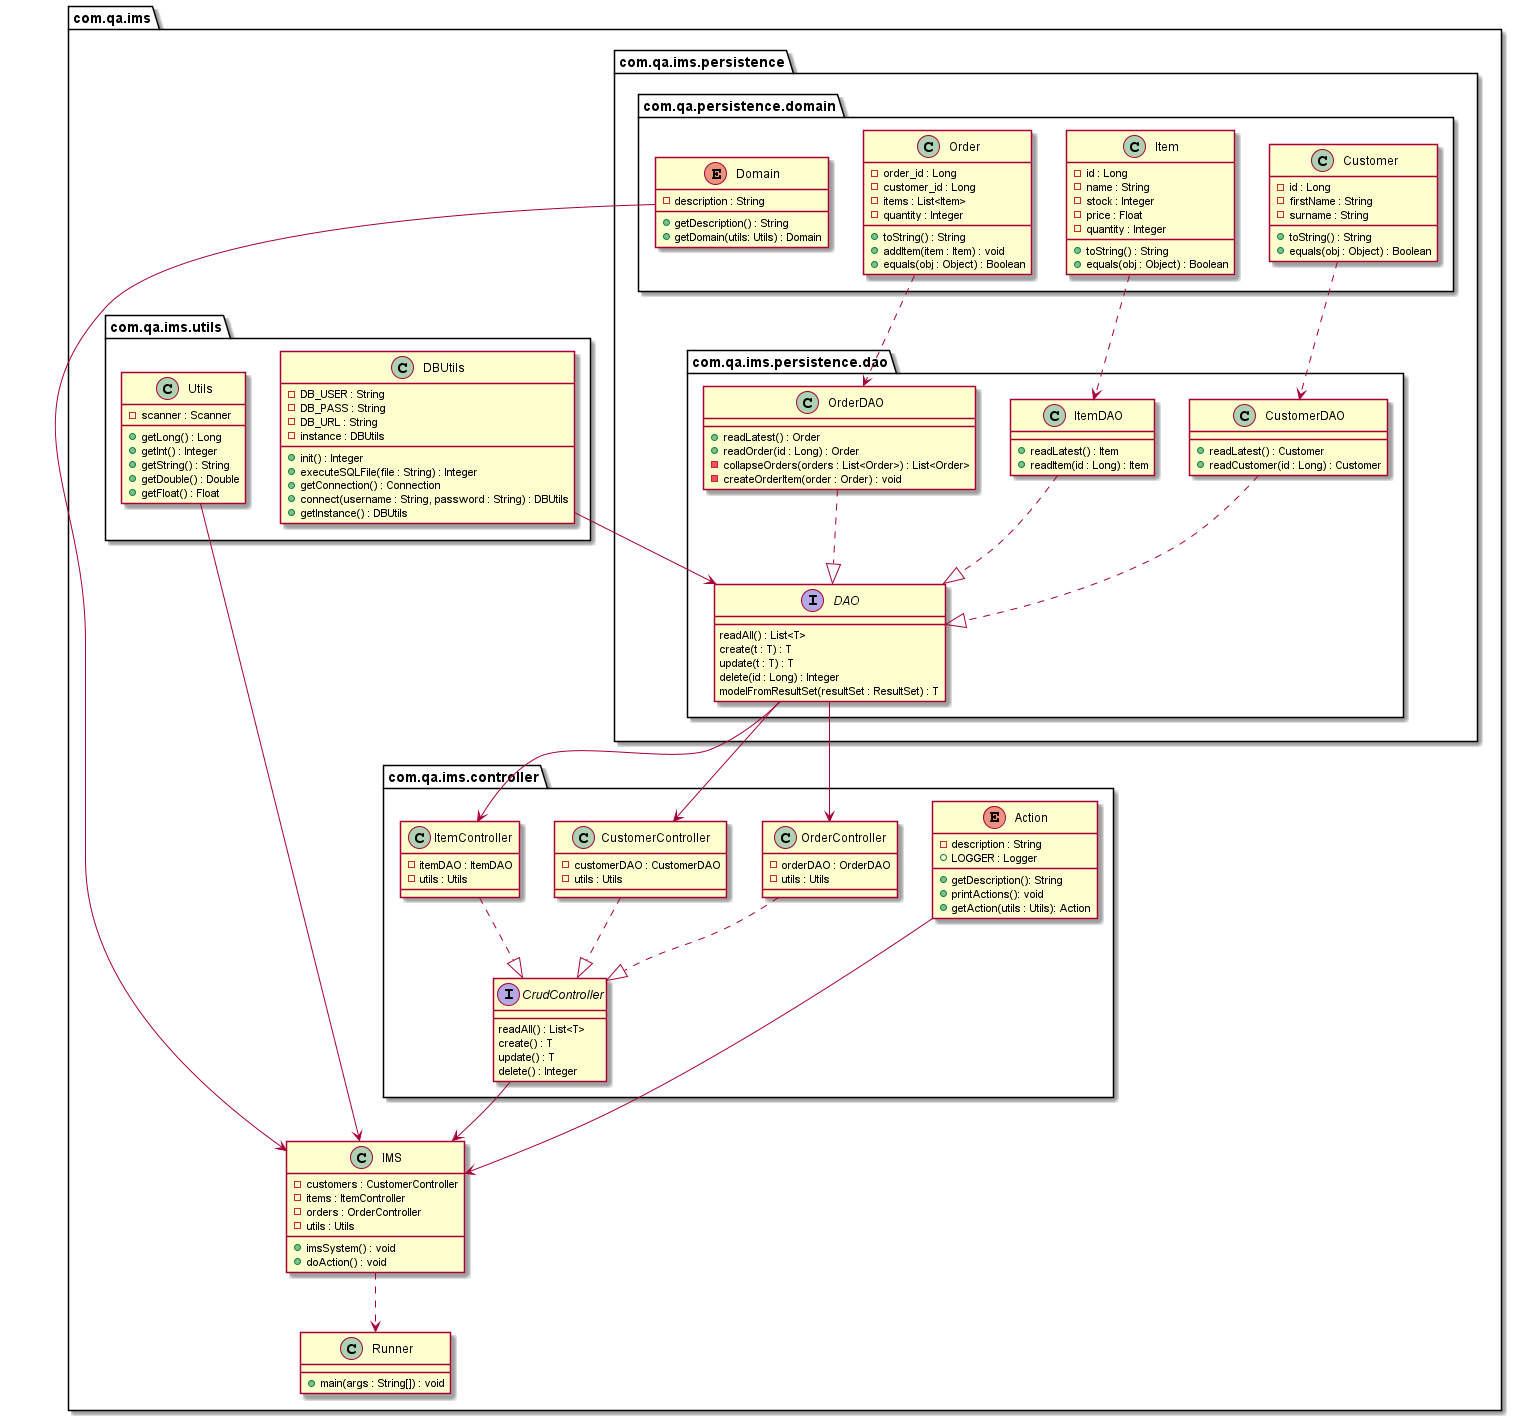 com.qa.ims
com.qa.ims.persistence
com.qa.persistence.domain
E Domain
description : String
getDescription() : String
getDomain(utils: Utils) : Domain
C Order
order_id : Long
customer_id : Long
items : List<Item>
quantity : Integer
toString() : String
addItem(item : Item) : void
equals(obj : Object) : Boolean
C Item
id : Long
name : String
stock : Integer
price : Float
quantity : Integer
toString() : String
equals(obj : Object) : Boolean
C Customer
id : Long
firstName : String
surname : String
toString() : String
equals(obj : Object) : Boolean
com.qa.ims.utils
C Utils
scanner : Scanner
getLong() : Long
getInt() : Integer
getString() : String
getDouble() : Double
getFloat() : Float
C DBUtils
DB_USER : String
DB_PASS : String
DB_URL : String
instance : DBUtils
init() : Integer
executeSQLFile(file : String) : Integer
getConnection() : Connection
connect(username : String, password : String) : DBUtils
getInstance() : DBUtils
com.qa.ims.persistence.dao
C OrderDAO
readLatest() : Order
readOrder(id : Long) : Order
collapseOrders(orders : List<Order>) : List<Order>
createOrderItem(order : Order) : void
C ItemDAO
readLatest() : Item
readItem(id : Long) : Item
C CustomerDAO
readLatest() : Customer
readCustomer(id : Long) : Customer
I DAO
readAll() : List<T>
create(t : T) : T
update(t : T) : T
delete(id : Long) : Integer
modelFromResultSet(resultSet : ResultSet) : T
com.qa.ims.controller
C ItemController
itemDAO : ItemDAO
utils : Utils
C CustomerController
customerDAO : CustomerDAO
utils : Utils
C OrderController
orderDAO : OrderDAO
utils : Utils
E Action
description : String
LOGGER : Logger
getDescription(): String
printActions(): void
getAction(utils : Utils): Action
I CrudController
readAll() : List<T>
create() : T
update() : T
delete() : Integer
C IMS
customers : CustomerController
items : ItemController
orders : OrderController
utils : Utils
imsSystem() : void
doAction() : void
C Runner
main(args : String[]) : void